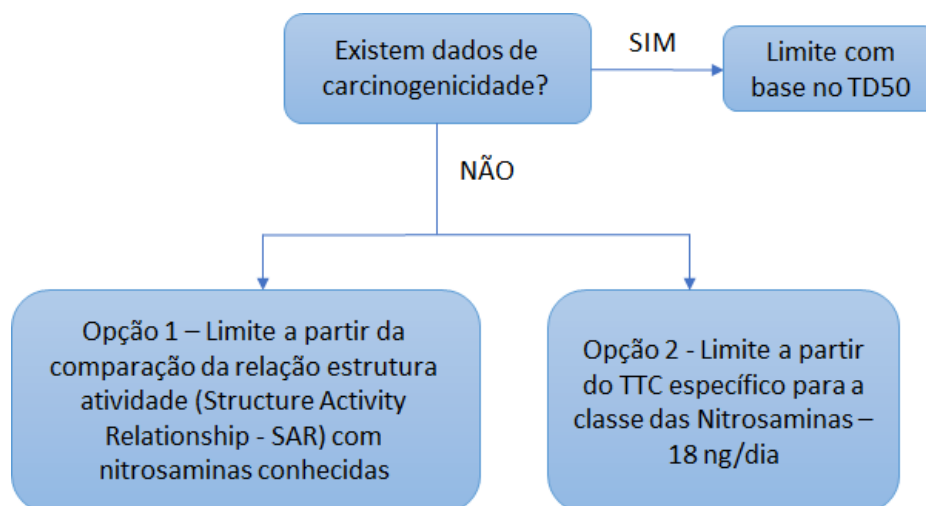 Existem dados de
carcinogenicidade?
SIM
Limite com
base no TD50
NÃO
Opção 1 – Limite a partir da
comparação da relação estrutura
atividade (Structure Activity
Relationship - SAR) com
nitrosaminas conhecidas
Opção 2 - Limite a partir
do TTC específico para a
classe das Nitrosaminas –
18 ng/dia